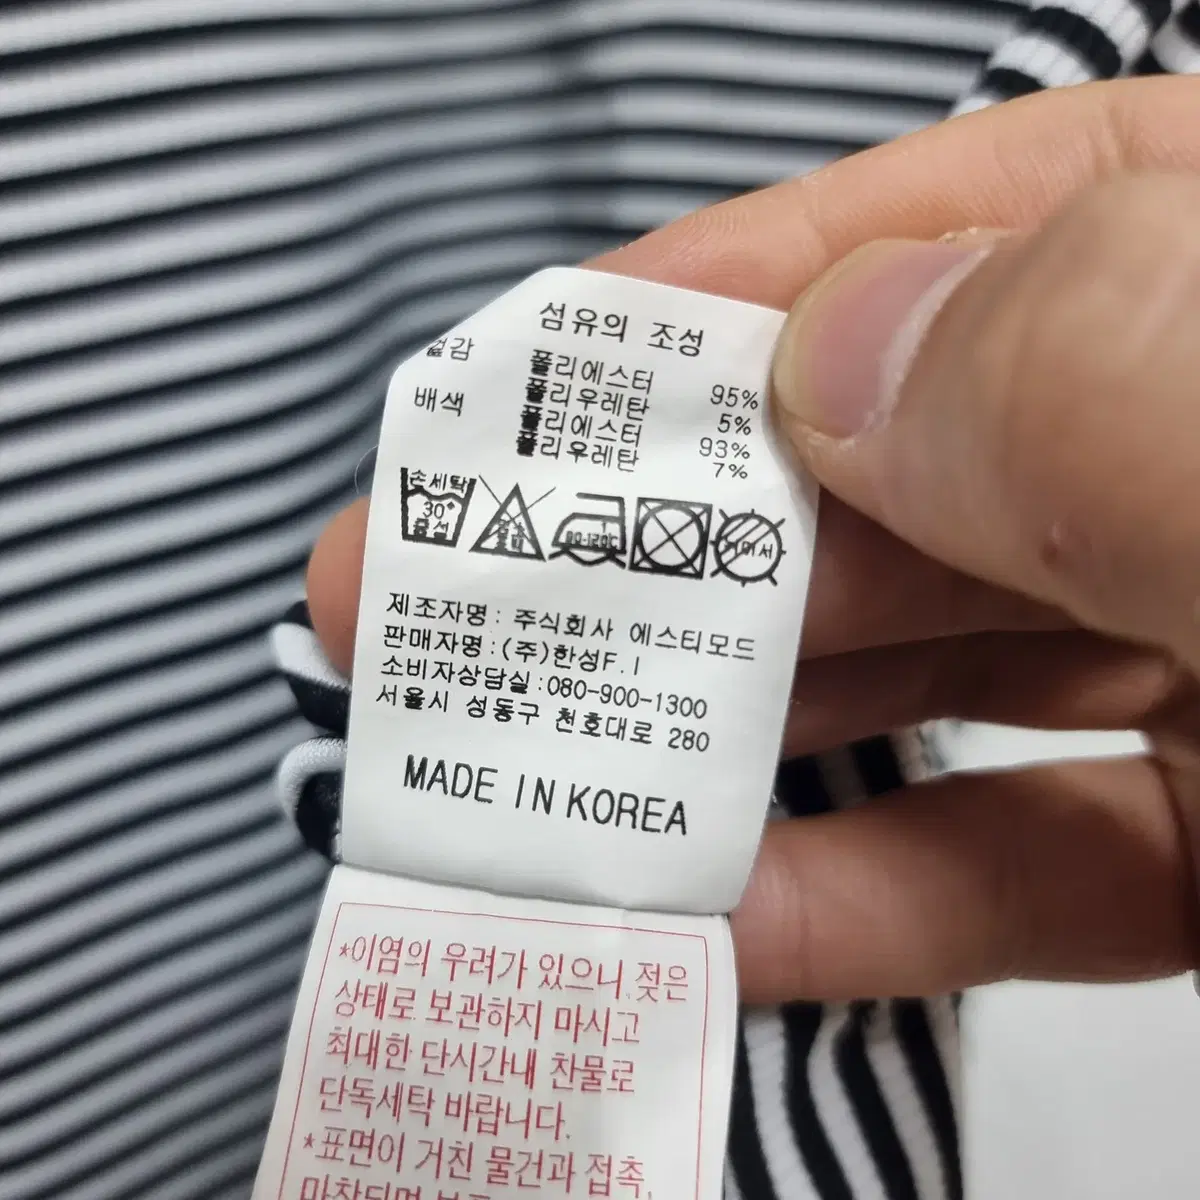 섬유의 조성
겉감 폴리에스터 95%
폴리우레탄 5%
배색 폴리에스터 93%
폴리우레탄 7%
손세탁
30°
중성
80-120℃
제조자명: 주식회사 에스티모드
판매자명:(주)한성F.I
소비자상담실:080-900-1300
서울시 성동구 천호대로 280
MADE IN KOREA
*이염의 우려가 있으니 젖은
상태로 보관하지 마시고
최대한 단시간내 찬물로
단독세탁 바랍니다.
*표면이 거친 물건과 접촉,